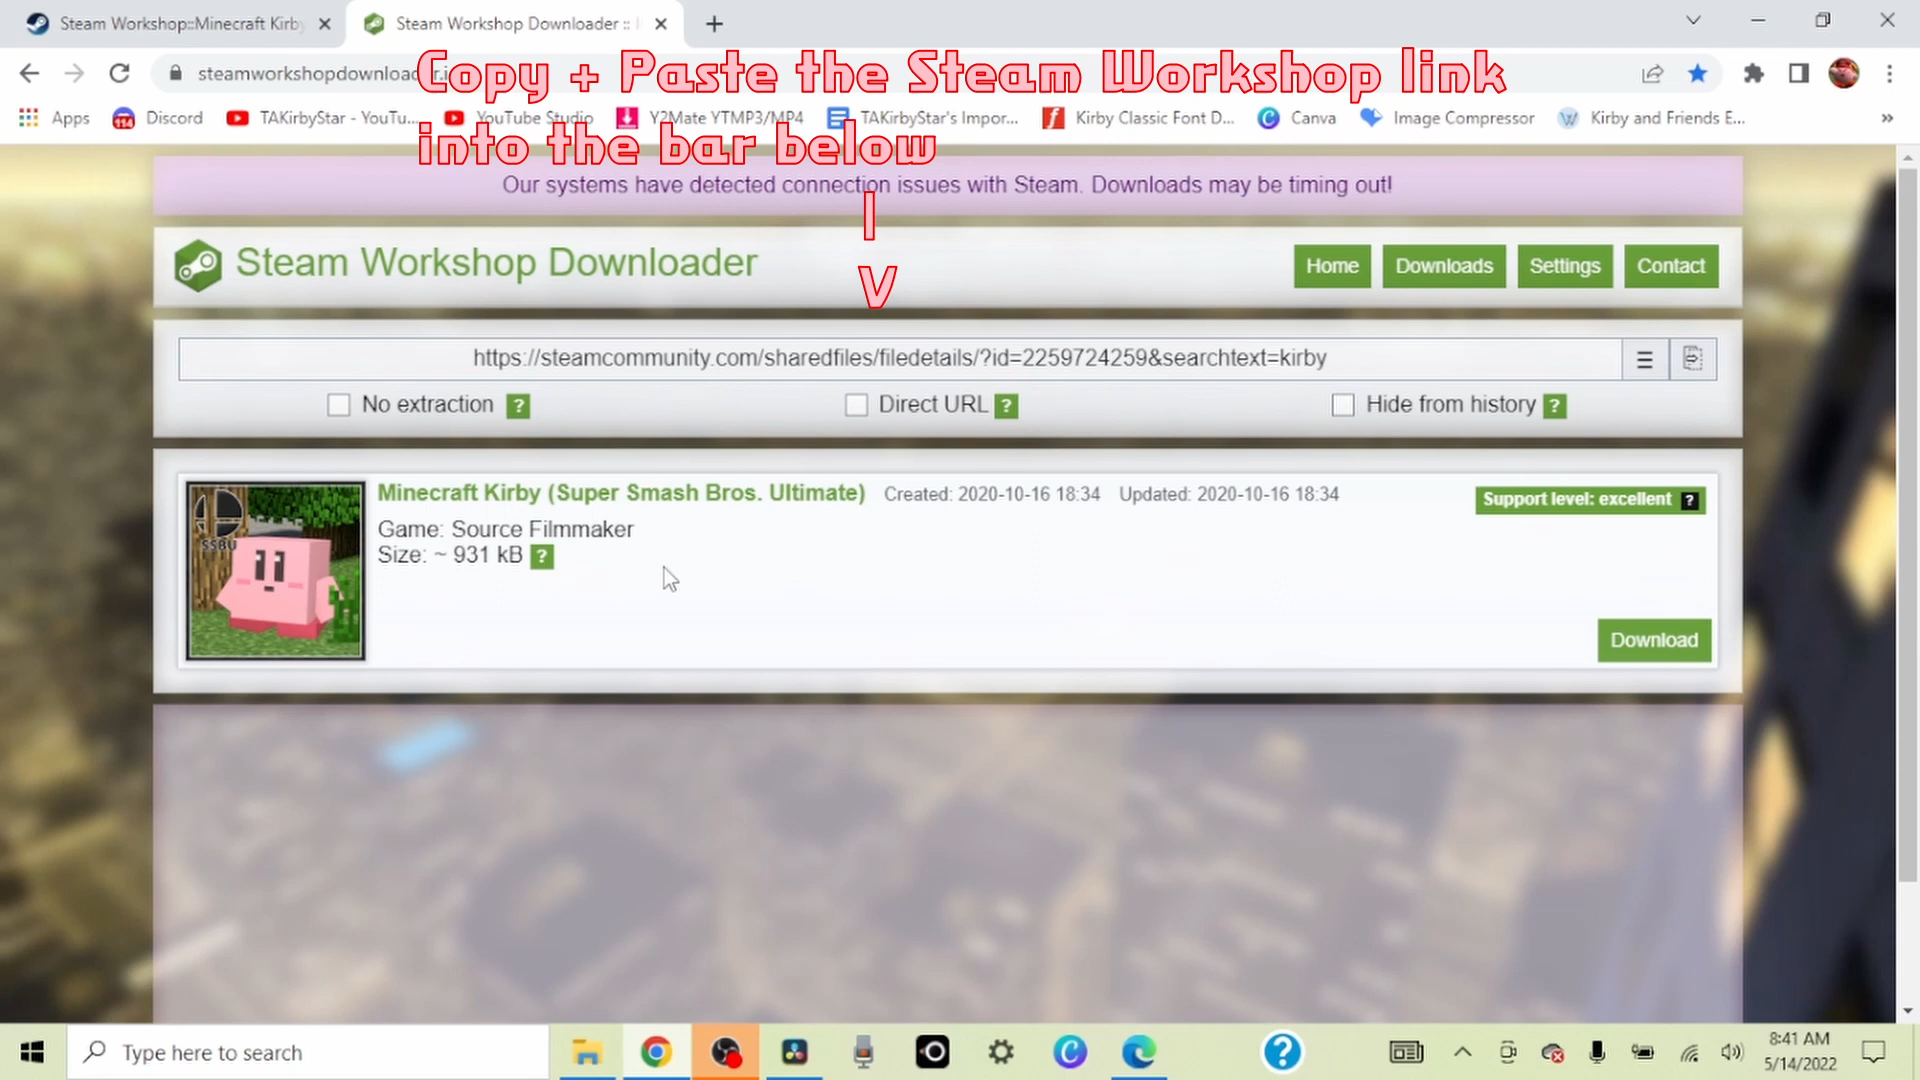 Steam Workshop::Minecraft Kirby
Steam Workshop Downloader ::
steamworkshopdownloader.i
Copy + Paste the Steam Workshop link
into the bar below
|
V
Apps
114
Discord
TAKirbyStar - YouTu...
YouTube Studio
Y2Mate YTMP3/MP4
TAKirbyStar's Impor...
Kirby Classic Font D...
Canva
Image Compressor
Kirby and Friends E...
»
Our systems have detected connection issues with Steam. Downloads may be timing out!
Steam Workshop Downloader
Home
Downloads
Settings
Contact
https://steamcommunity.com/sharedfiles/filedetails/?id=2259724259&searchtext=kirby
No extraction ?
Direct URL ?
Hide from history ?
SSBU
Minecraft Kirby (Super Smash Bros. Ultimate) Created: 2020-10-16 18:34 Updated: 2020-10-16 18:34
Support level: excellent ?
Game: Source Filmmaker
Size: ~ 931 kB ?
Download
Type here to search
8:41 AM
5/14/2022